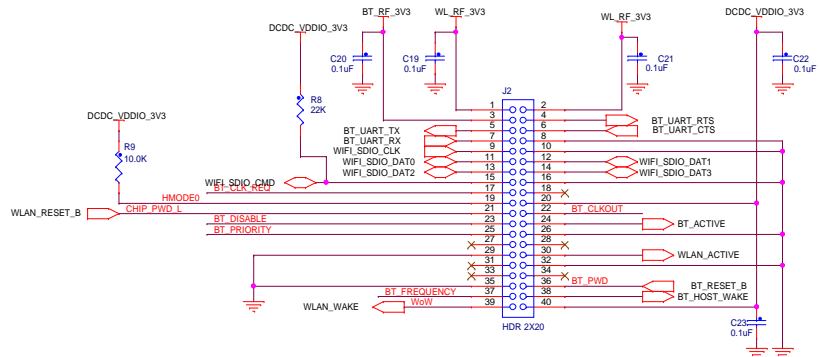 BT_RF_3V3 WL_RF_3V3 WL_RF_3V3 DCDC_VDDIO_3V3
DCDC_VDDIO_3V3
C20 0.1uF
C19 0.1uF
C21 0.1uF
C22 0.1uF
R8 22K
DCDC_VDDIO_3V3
R9 10.0K
J2
1 2
3 4 BT_UART_RTS
BT_UART_TX 5 6 BT_UART_CTS
BT_UART_RX 7 8
WIFI_SDIO_CLK 9 10
WIFI_SDIO_DAT0 11 12 WIFI_SDIO_DAT1
WIFI_SDIO_DAT2 13 14 WIFI_SDIO_DAT3
WIFI_SDIO_CMD 15 16
BT_CLK_REQ 17 18
HMODE0 19 20
WLAN_RESET_B CHIP_PWD_L 21 22 BT_CLKOUT
BT_DISABLE 23 24 BT_ACTIVE
BT_PRIORITY 25 26
27 28
29 30 WLAN_ACTIVE
31 32
33 34
35 36 BT_PWD BT_RESET_B
BT_FREQUENCY 37 38 BT_HOST_WAKE
WLAN_WAKE WoW 39 40
HDR 2X20
C23 0.1uF